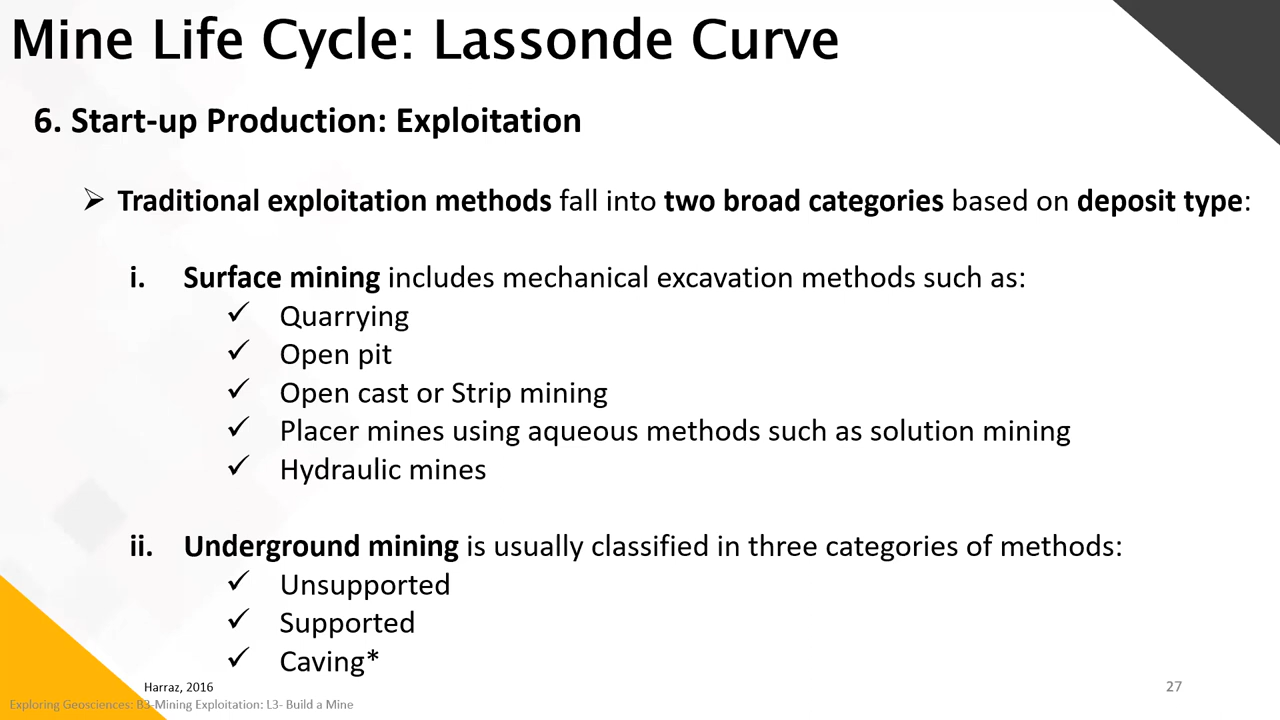 Mine Life Cycle: Lassonde Curve
6. Start-up Production: Exploitation
➢ Traditional exploitation methods fall into two broad categories based on deposit type:
i. Surface mining includes mechanical excavation methods such as:
✓ Quarrying
✓ Open pit
✓ Open cast or Strip mining
✓ Placer mines using aqueous methods such as solution mining
✓ Hydraulic mines
ii. Underground mining is usually classified in three categories of methods:
✓ Unsupported
✓ Supported
✓ Caving*
Harraz, 2016
27
Exploring Geosciences: B3-Mining Exploitation: L3- Build a Mine